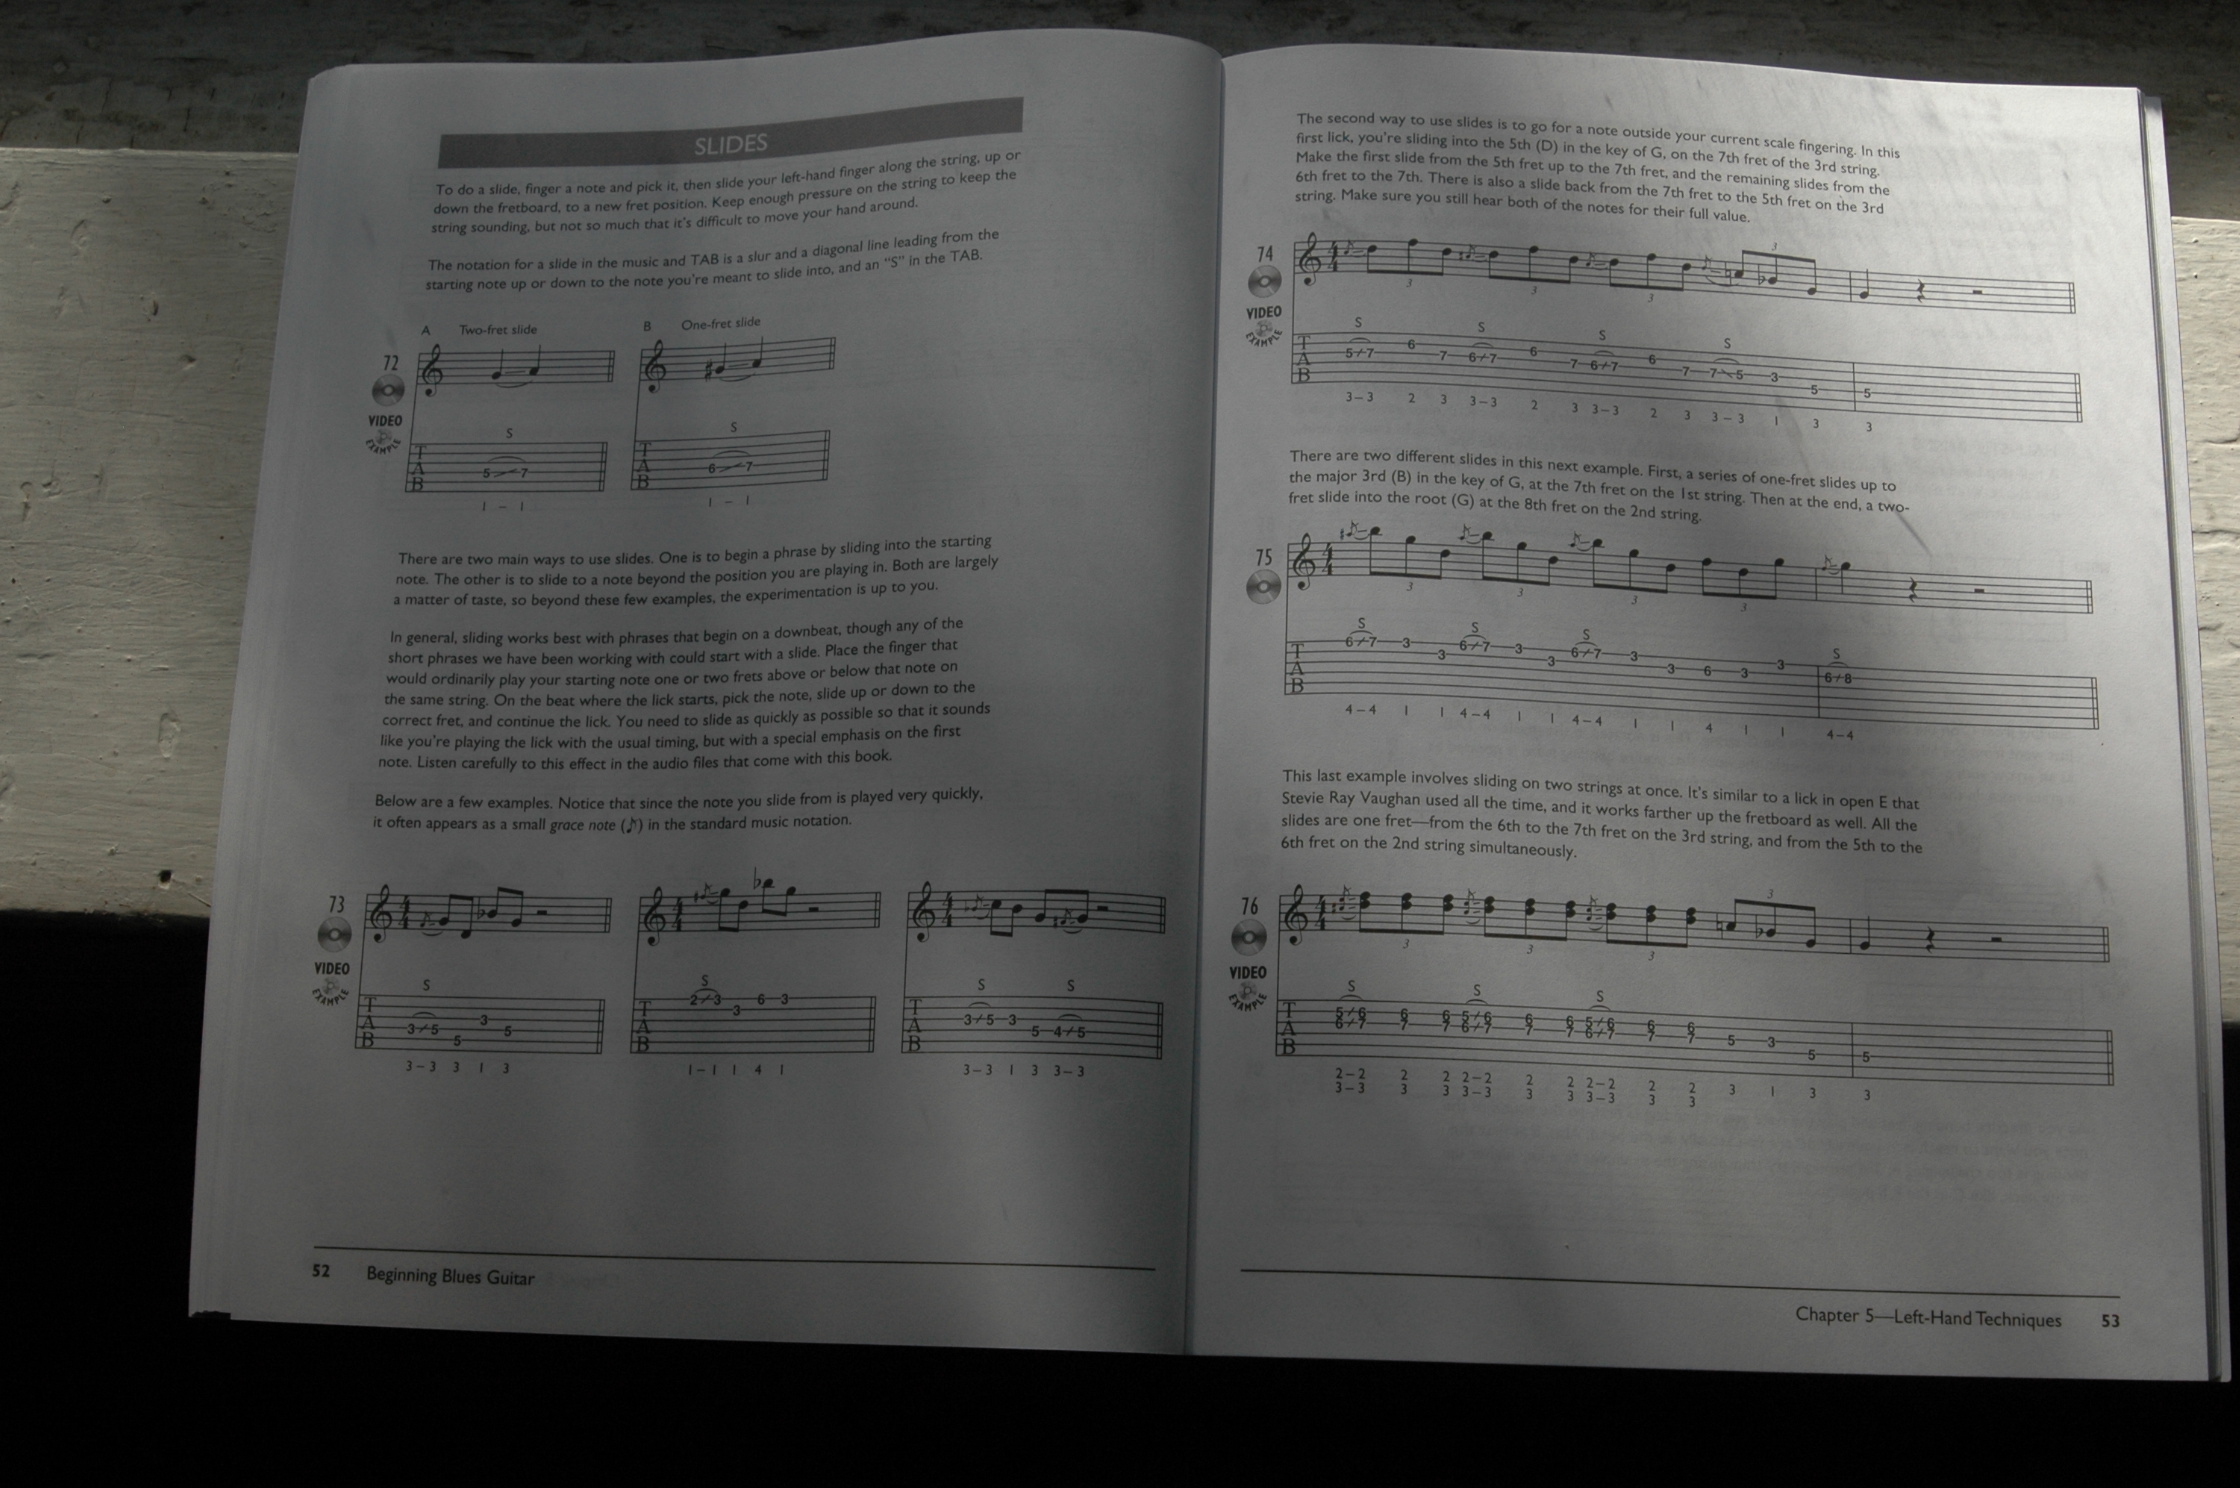 SLIDES
To do a slide, finger a note and pick it, then slide your left-hand finger along the string, up or
down the fretboard, to a new fret position. Keep enough pressure on the string to keep the
string sounding, but not so much that it's difficult to move your hand around.
The notation for a slide in the music and TAB is a slur and a diagonal line leading from the
starting note up or down to the note you're meant to slide into, and an "S" in the TAB.
A Two-fret slide B One-fret slide
72
VIDEO
EXAMPLE
S S
T A B 5 7 T A B 6 7
1 – 1 1 – 1
There are two main ways to use slides. One is to begin a phrase by sliding into the starting
note. The other is to slide to a note beyond the position you are playing in. Both are largely
a matter of taste, so beyond these few examples, the experimentation is up to you.
In general, sliding works best with phrases that begin on a downbeat, though any of the
short phrases we have been working with could start with a slide. Place the finger that
would ordinarily play your starting note one or two frets above or below that note on
the same string. On the beat where the lick starts, pick the note, slide up or down to the
correct fret, and continue the lick. You need to slide as quickly as possible so that it sounds
like you're playing the lick with the usual timing, but with a special emphasis on the first
note. Listen carefully to this effect in the audio files that come with this book.
Below are a few examples. Notice that since the note you slide from is played very quickly,
it often appears as a small grace note (♪) in the standard music notation.
73
VIDEO
EXAMPLE
S S S S
T A B 3/5 5 3 5 T A B 2/3 3 6 3 T A B 3/5 3 5 4/5
3–3 3 1 3 1–1 1 4 1 3–3 1 3 3–3
52 Beginning Blues Guitar
The second way to use slides is to go for a note outside your current scale fingering. In this
first lick, you're sliding into the 5th (D) in the key of G, on the 7th fret of the 3rd string.
Make the first slide from the 5th fret up to the 7th fret, and the remaining slides from the
6th fret to the 7th. There is also a slide back from the 7th fret to the 5th fret on the 3rd
string. Make sure you still hear both of the notes for their full value.
74
VIDEO
EXAMPLE
3 3 3 3
S S S S
T A B 5/7 6 7 6/7 6 7 6/7 6 7 7\5 3 5 5
3–3 2 3 3–3 2 3 3–3 2 3 3–3 1 3 3
There are two different slides in this next example. First, a series of one-fret slides up to
the major 3rd (B) in the key of G, at the 7th fret on the 1st string. Then at the end, a two-
fret slide into the root (G) at the 8th fret on the 2nd string.
75
3 3 3 3
S S S S
T A B 6/7 3 3 6/7 3 3 6/7 3 3 6 3 3 6/8
4–4 1 1 4–4 1 1 4–4 1 1 4 1 1 4–4
This last example involves sliding on two strings at once. It's similar to a lick in open E that
Stevie Ray Vaughan used all the time, and it works farther up the fretboard as well. All the
slides are one fret—from the 6th to the 7th fret on the 3rd string, and from the 5th to the
6th fret on the 2nd string simultaneously.
76
VIDEO
EXAMPLE
3 3 3 3
S S S
T A B 5/6 6 6 5/6 6 6 5/6 6 6 5 3 5 5
6/7 7 7 6/7 7 7 6/7 7 7
2–2 2 2 2–2 2 2 2–2 2 2 3 1 3 3
3–3 3 3 3–3 3 3 3–3 3 3
Chapter 5—Left-Hand Techniques 53